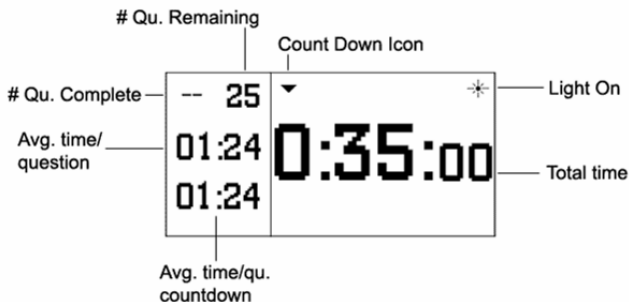 # Qu. Remaining
Count Down Icon
# Qu. Complete
-- 25
Light On
Avg. time/
question
01:24
0:35:00
Total time
01:24
Avg. time/qu.
countdown